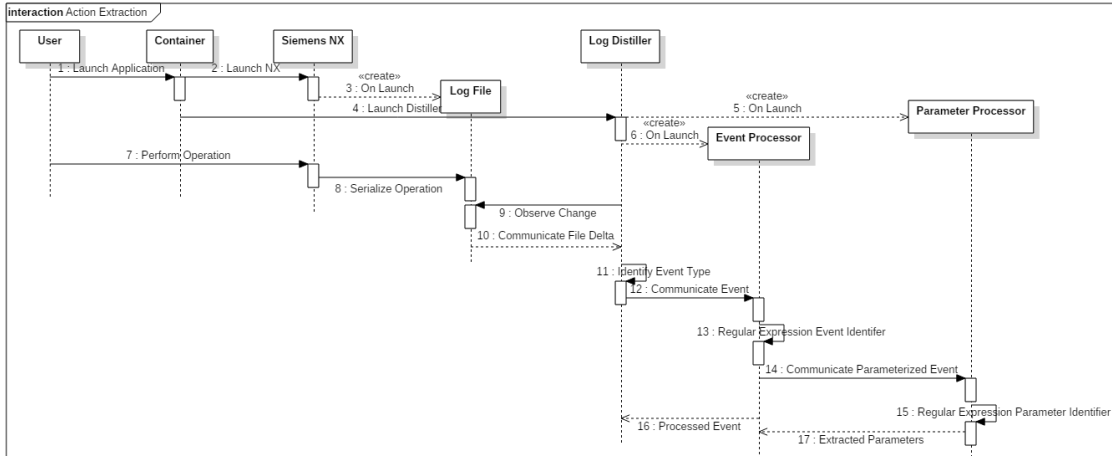 interaction Action Extraction
User
Container
Siemens NX
Log Distiller
1 : Launch Application
2 : Launch NX
«create»
3 : On Launch
Log File
4 : Launch Distiller
«create»
5 : On Launch
Parameter Processor
«create»
6 : On Launch
Event Processor
7 : Perform Operation
8 : Serialize Operation
9 : Observe Change
10 : Communicate File Delta
11 : Identify Event Type
12 : Communicate Event
13 : Regular Expression Event Identifer
14 : Communicate Parameterized Event
15 : Regular Expression Parameter Identifier
16 : Processed Event
17 : Extracted Parameters